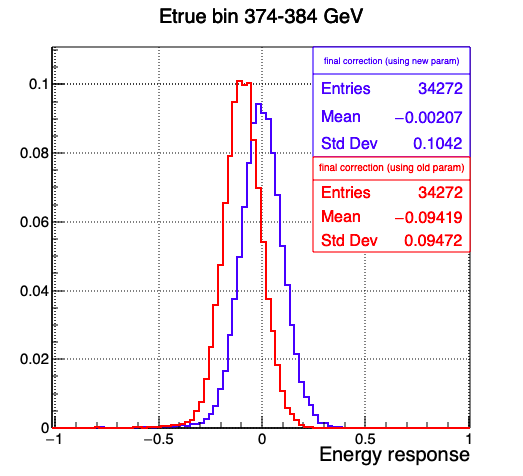 Etrue bin 374-384 GeV
final correction (using new param)
Entries 34272
Mean −0.00207
Std Dev 0.1042
final correction (using old param)
Entries 34272
Mean −0.09419
Std Dev 0.09472
0.1
0.08
0.06
0.04
0.02
0
−1 −0.5 0 0.5 1
Energy response